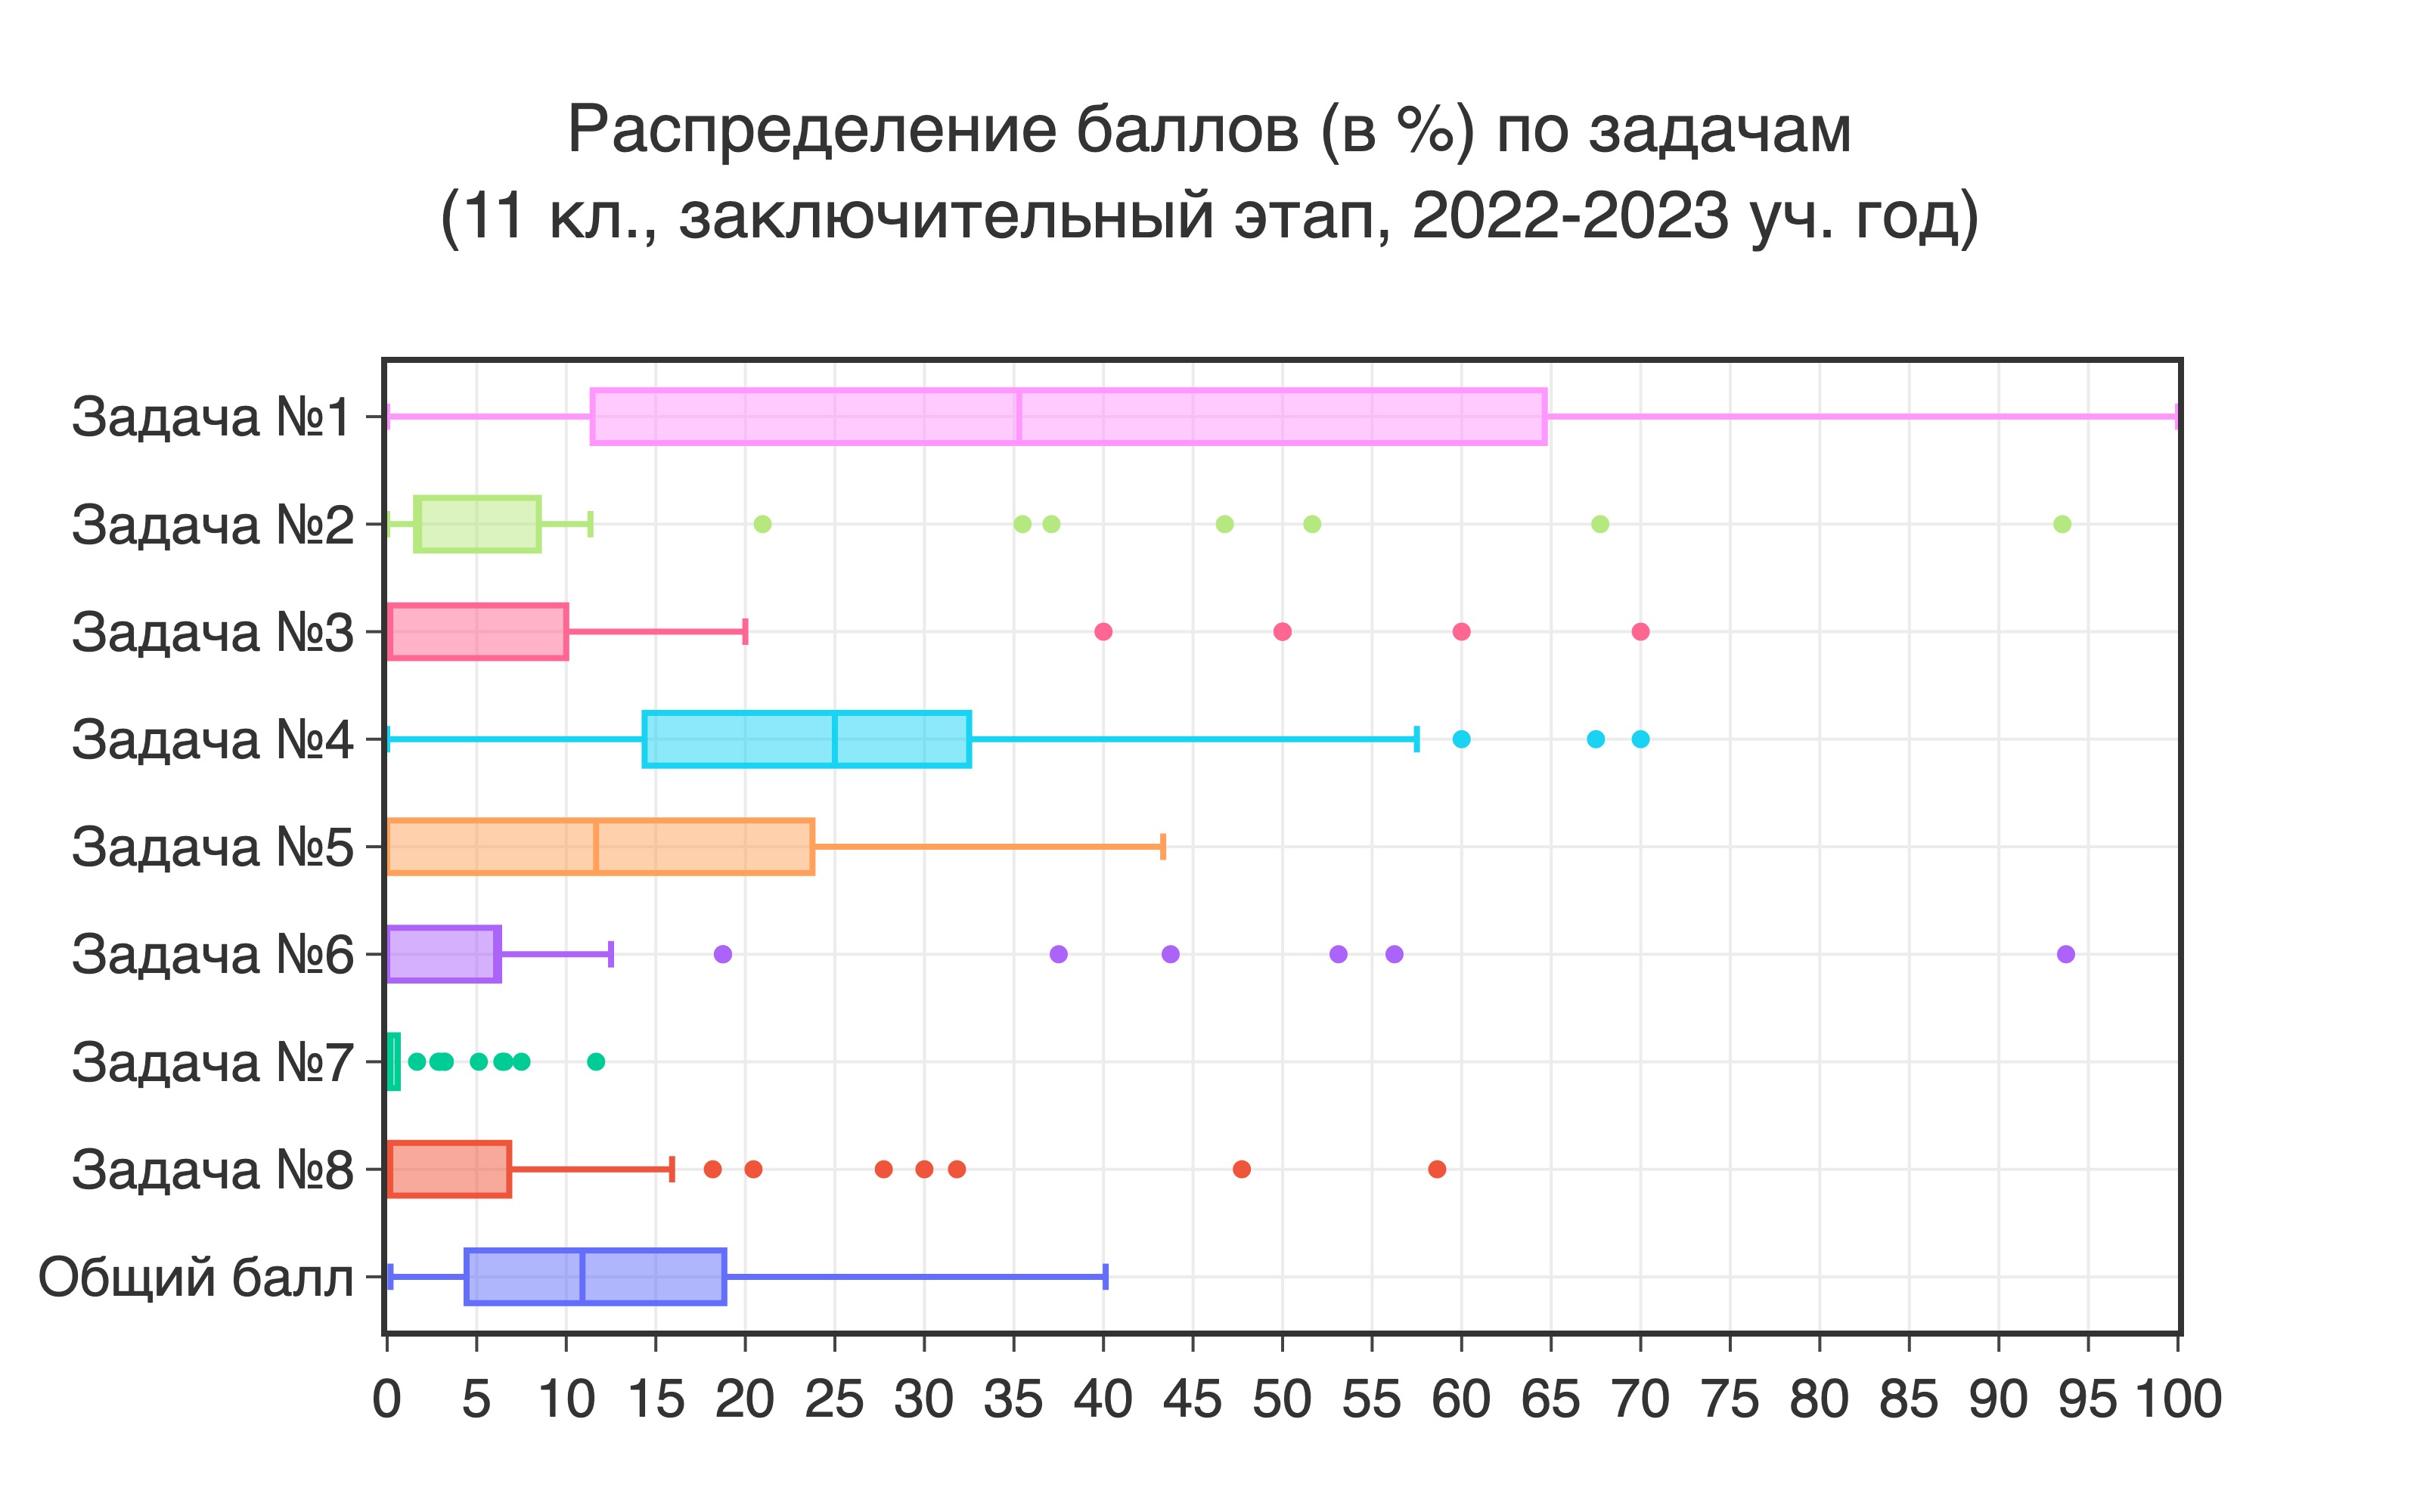 Распределение баллов (в %) по задачам
(11 кл., заключительный этап, 2022-2023 уч. год)
Задача №1
Задача №2
Задача №3
Задача №4
Задача №5
Задача №6
Задача №7
Задача №8
Общий балл
0 5 10 15 20 25 30 35 40 45 50 55 60 65 70 75 80 85 90 95 100